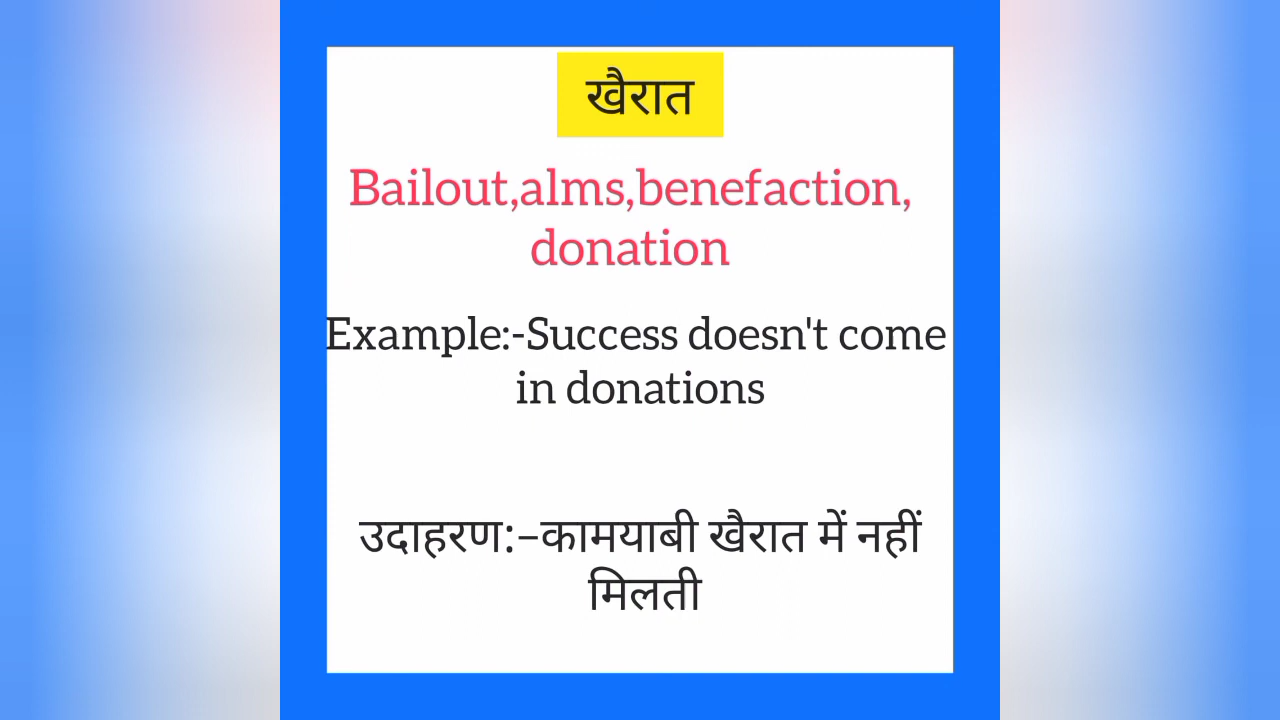 खैरात
Bailout,alms,benefaction,
donation
Example:-Success doesn't come
in donations
उदाहरण:–कामयाबी खैरात में नहीं
मिलती